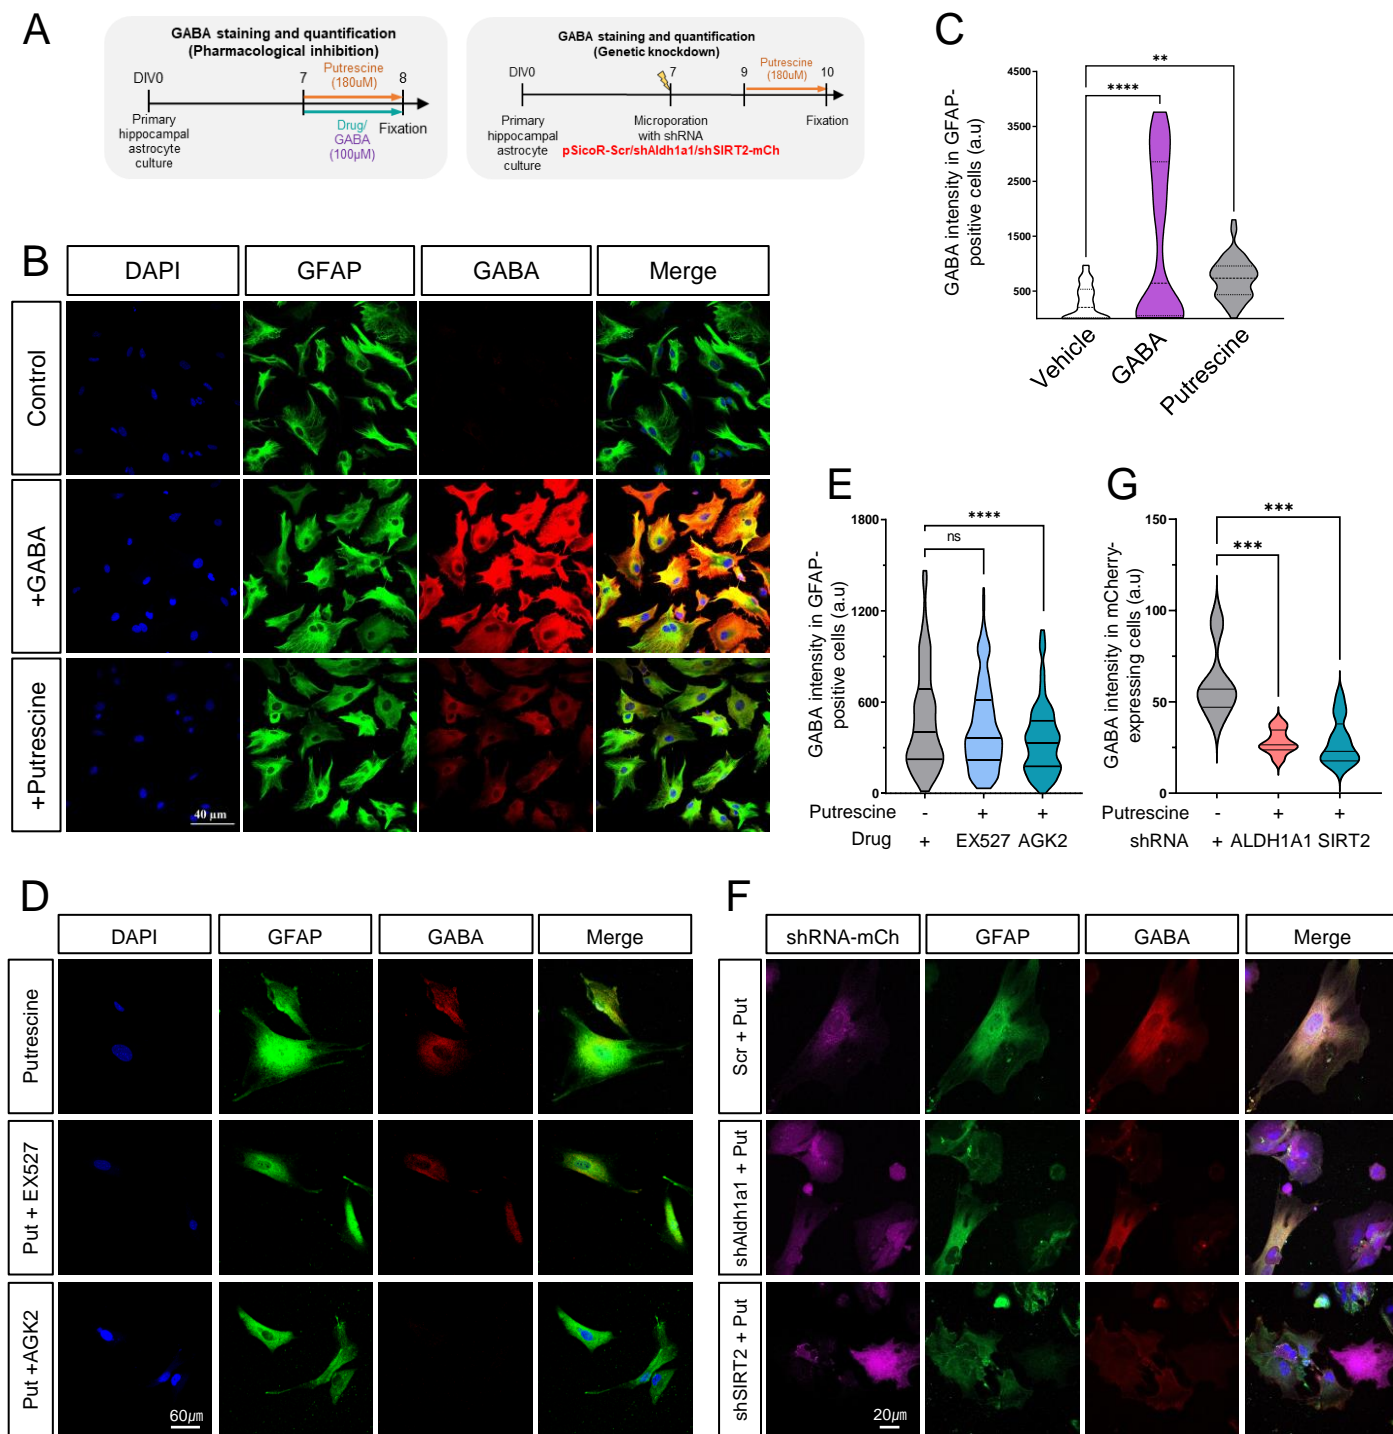 A
GABA staining and quantification
(Pharmacological inhibition)
DIV0
7
Putrescine
(180uM)
8
Primary
hippocampal
astrocyte
culture
Drug/
GABA
(100µM)
Fixation
GABA staining and quantification
(Genetic knockdown)
DIV0
7
9
Putrescine
(180uM)
10
Primary
hippocampal
astrocyte
culture
Microporation
with shRNA
pSicoR-Scr/shAldh1a1/shSIRT2-mCh
Fixation
C
GABA intensity in GFAP-
positive cells (a.u)
4500
3500
2500
1500
500
**
****
Vehicle
GABA
Putrescine
B
DAPI
GFAP
GABA
Merge
Control
+GABA
+Putrescine
40 µm
E
GABA intensity in GFAP-
positive cells (a.u)
1800
1200
600
0
****
ns
Putrescine
- + +
Drug
+ EX527 AGK2
G
GABA intensity in mCherry-
expressing cells (a.u)
150
100
50
0
***
***
Putrescine
- + +
shRNA
+ ALDH1A1 SIRT2
D
DAPI
GFAP
GABA
Merge
Putrescine
Put + EX527
Put +AGK2
60µm
F
shRNA-mCh
GFAP
GABA
Merge
Scr + Put
shAldh1a1 + Put
shSIRT2 + Put
20µm